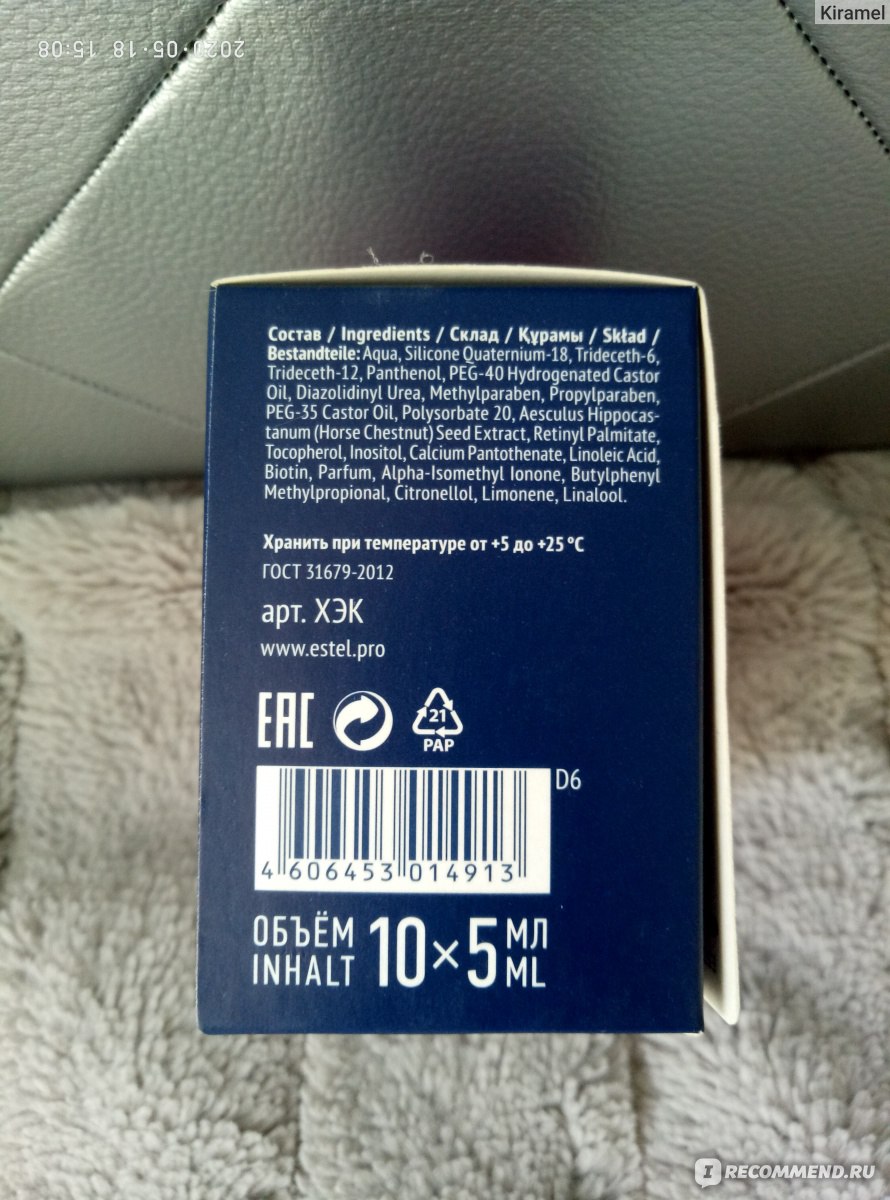 Kiramel
2020·05·18 15:08
Состав / Ingredients / Склад / Құрамы / Skład /
Bestandteile: Aqua, Silicone Quaternium-18, Trideceth-6,
Trideceth-12, Panthenol, PEG-40 Hydrogenated Castor
Oil, Diazolidinyl Urea, Methylparaben, Propylparaben,
PEG-35 Castor Oil, Polysorbate 20, Aesculus Hippocas-
tanum (Horse Chestnut) Seed Extract, Retinyl Palmitate,
Tocopherol, Inositol, Calcium Pantothenate, Linoleic Acid,
Biotin, Parfum, Alpha-Isomethyl Ionone, Butylphenyl
Methylpropional, Citronellol, Limonene, Linalool.
Хранить при температуре от +5 до +25 °C
ГОСТ 31679-2012
арт. ХЭК
www.estel.pro
EAC
21
PAP
D6
4 606453 014913
ОБЪЁМ 10×5 МЛ
INHALT ML
IRECOMMEND.RU